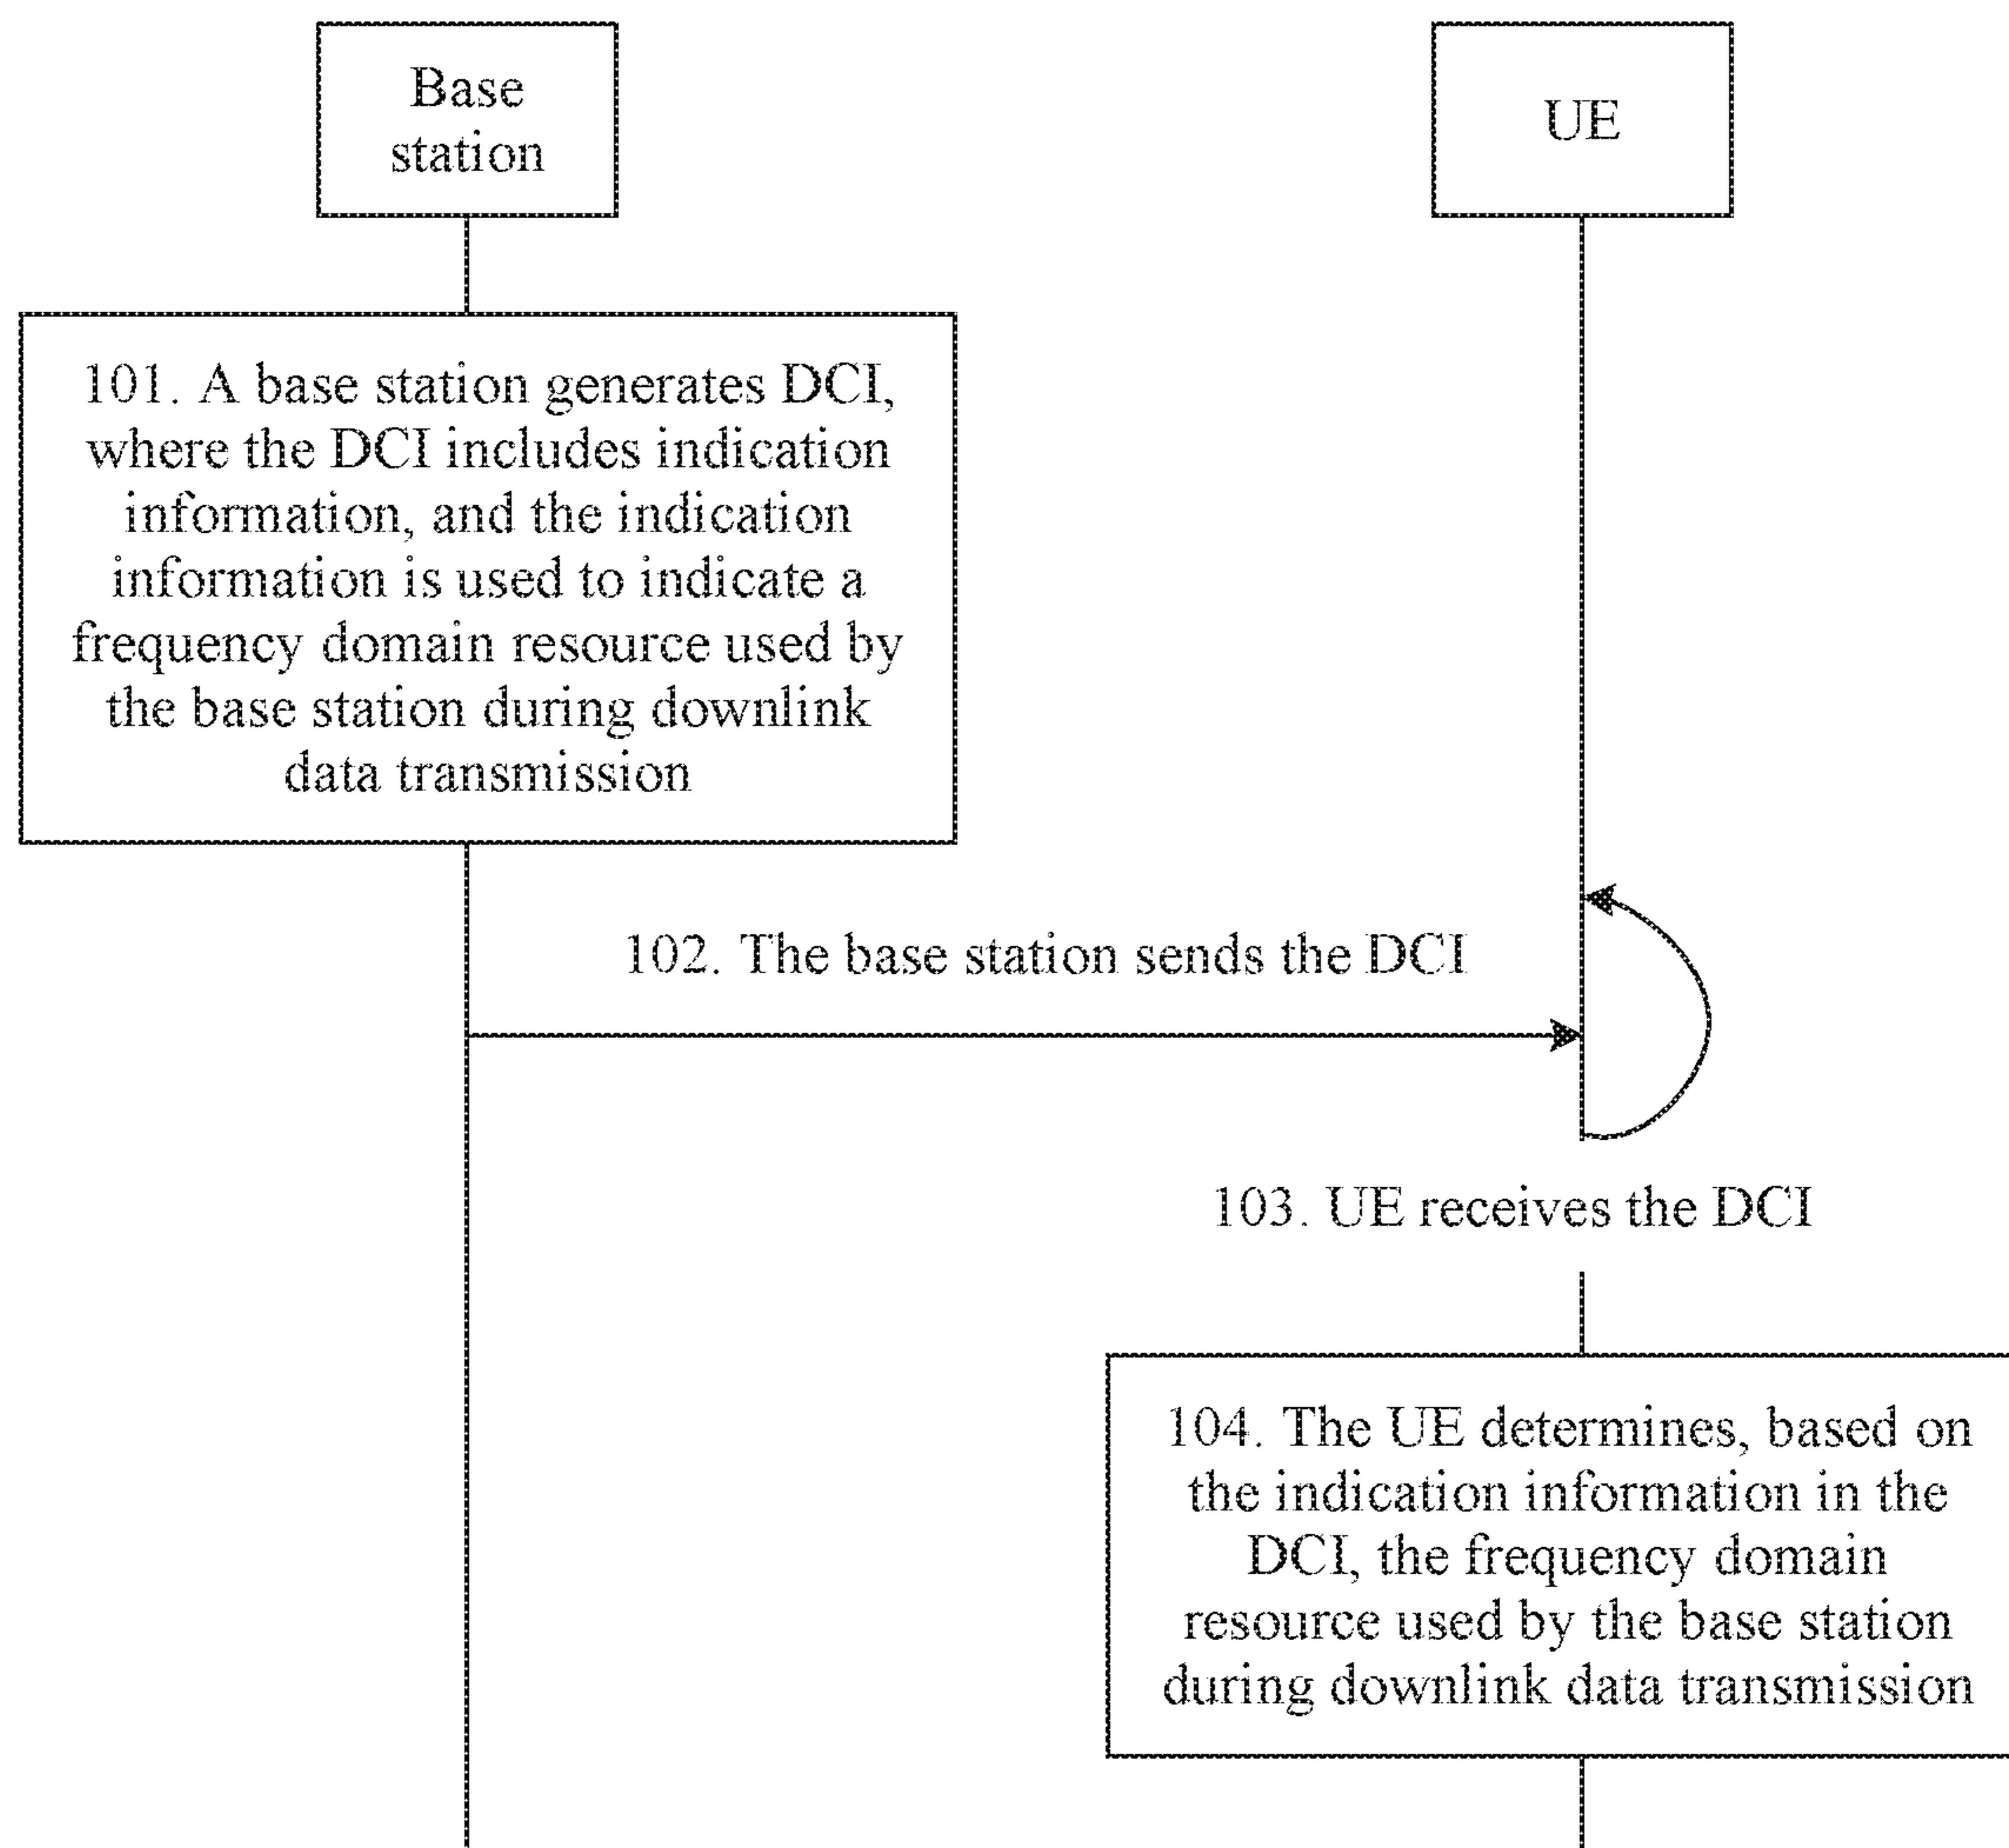 Base
station
UE
101. A base station generates DCI,
where the DCI includes indication
information, and the indication
information is used to indicate a
frequency domain resource used by
the base station during downlink
data transmission
102. The base station sends the DCI
103. UE receives the DCI
104. The UE determines, based on
the indication information in the
DCI, the frequency domain
resource used by the base station
during downlink data transmission